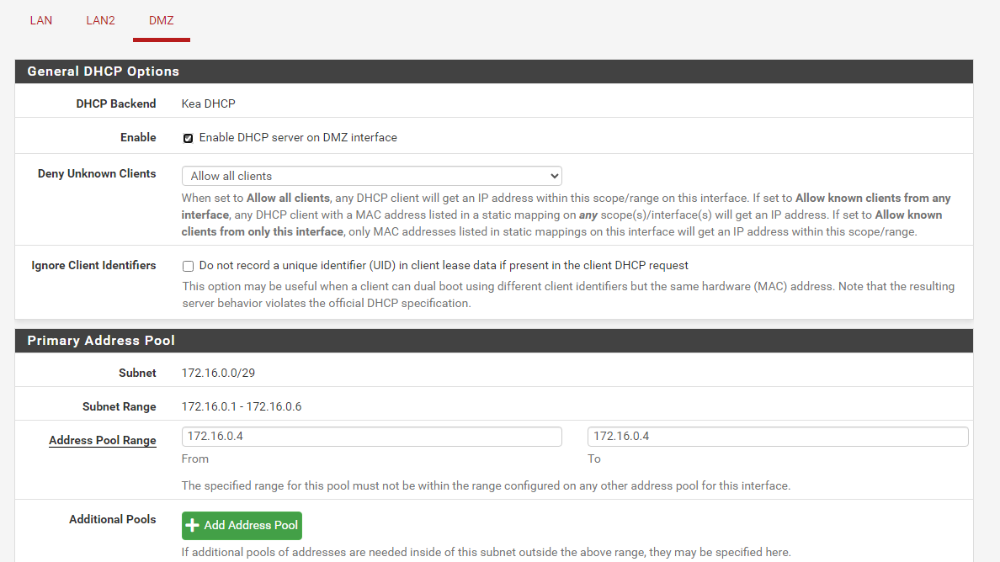 LAN LAN2 DMZ
General DHCP Options
DHCP Backend Kea DHCP
Enable Enable DHCP server on DMZ interface
Deny Unknown Clients Allow all clients
When set to Allow all clients, any DHCP client will get an IP address within this scope/range on this interface. If set to Allow known clients from any
interface, any DHCP client with a MAC address listed in a static mapping on any scope(s)/interface(s) will get an IP address. If set to Allow known
clients from only this interface, only MAC addresses listed in static mappings on this interface will get an IP address within this scope/range.
Ignore Client Identifiers Do not record a unique identifier (UID) in client lease data if present in the client DHCP request
This option may be useful when a client can dual boot using different client identifiers but the same hardware (MAC) address. Note that the resulting
server behavior violates the official DHCP specification.
Primary Address Pool
Subnet 172.16.0.0/29
Subnet Range 172.16.0.1 - 172.16.0.6
Address Pool Range 172.16.0.4 172.16.0.4
From To
The specified range for this pool must not be within the range configured on any other address pool for this interface.
Additional Pools Add Address Pool
If additional pools of addresses are needed inside of this subnet outside the above range, they may be specified here.